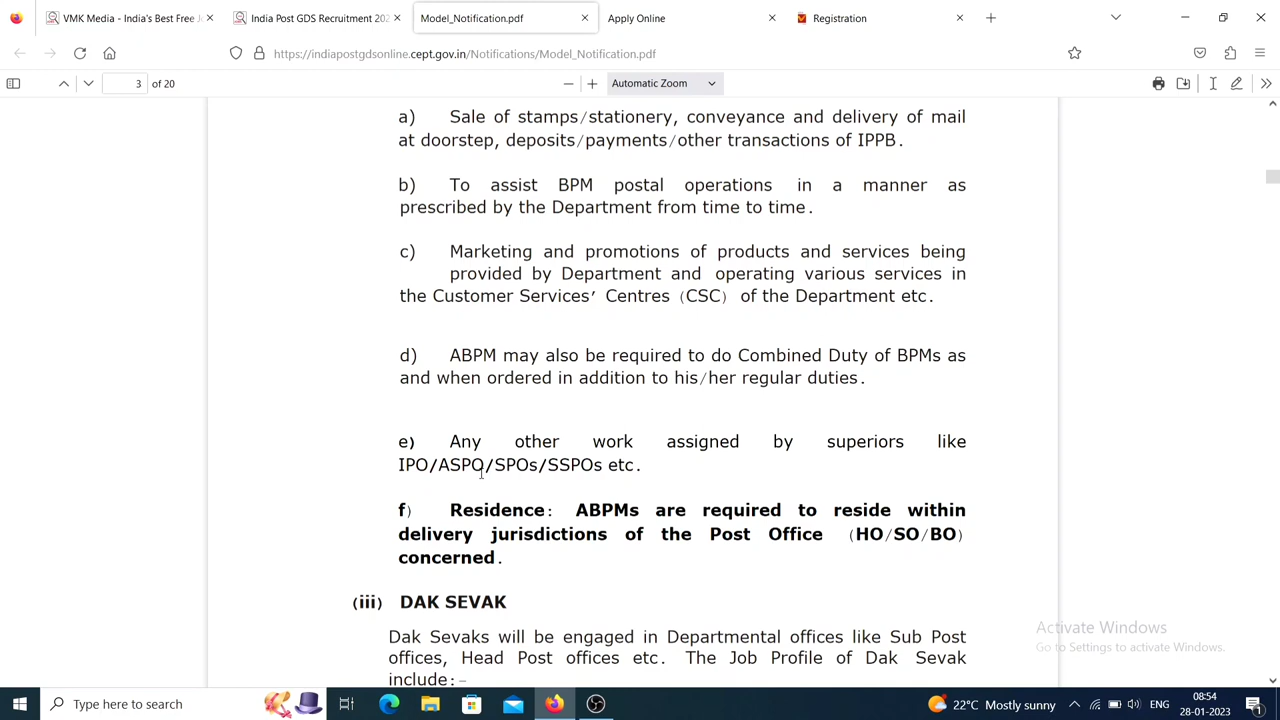 VMK Media - India's Best Free J
India Post GDS Recruitment 202
Model_Notification.pdf
Apply Online
Registration
https://indiapostgdsonline.cept.gov.in/Notifications/Model_Notification.pdf
3 of 20
Automatic Zoom
a) Sale of stamps/stationery, conveyance and delivery of mail
at doorstep, deposits/payments/other transactions of IPPB.
b) To assist BPM postal operations in a manner as
prescribed by the Department from time to time.
c) Marketing and promotions of products and services being
provided by Department and operating various services in
the Customer Services’ Centres (CSC) of the Department etc.
d) ABPM may also be required to do Combined Duty of BPMs as
and when ordered in addition to his/her regular duties.
e) Any other work assigned by superiors like
IPO/ASPO/SPOs/SSPOs etc.
f) Residence: ABPMs are required to reside within
delivery jurisdictions of the Post Office (HO/SO/BO)
concerned.
(iii) DAK SEVAK
Dak Sevaks will be engaged in Departmental offices like Sub Post
offices, Head Post offices etc. The Job Profile of Dak Sevak
include:-
Activate Windows
Go to Settings to activate Windows.
Type here to search
22°C Mostly sunny
ENG
08:54
28-01-2023
1